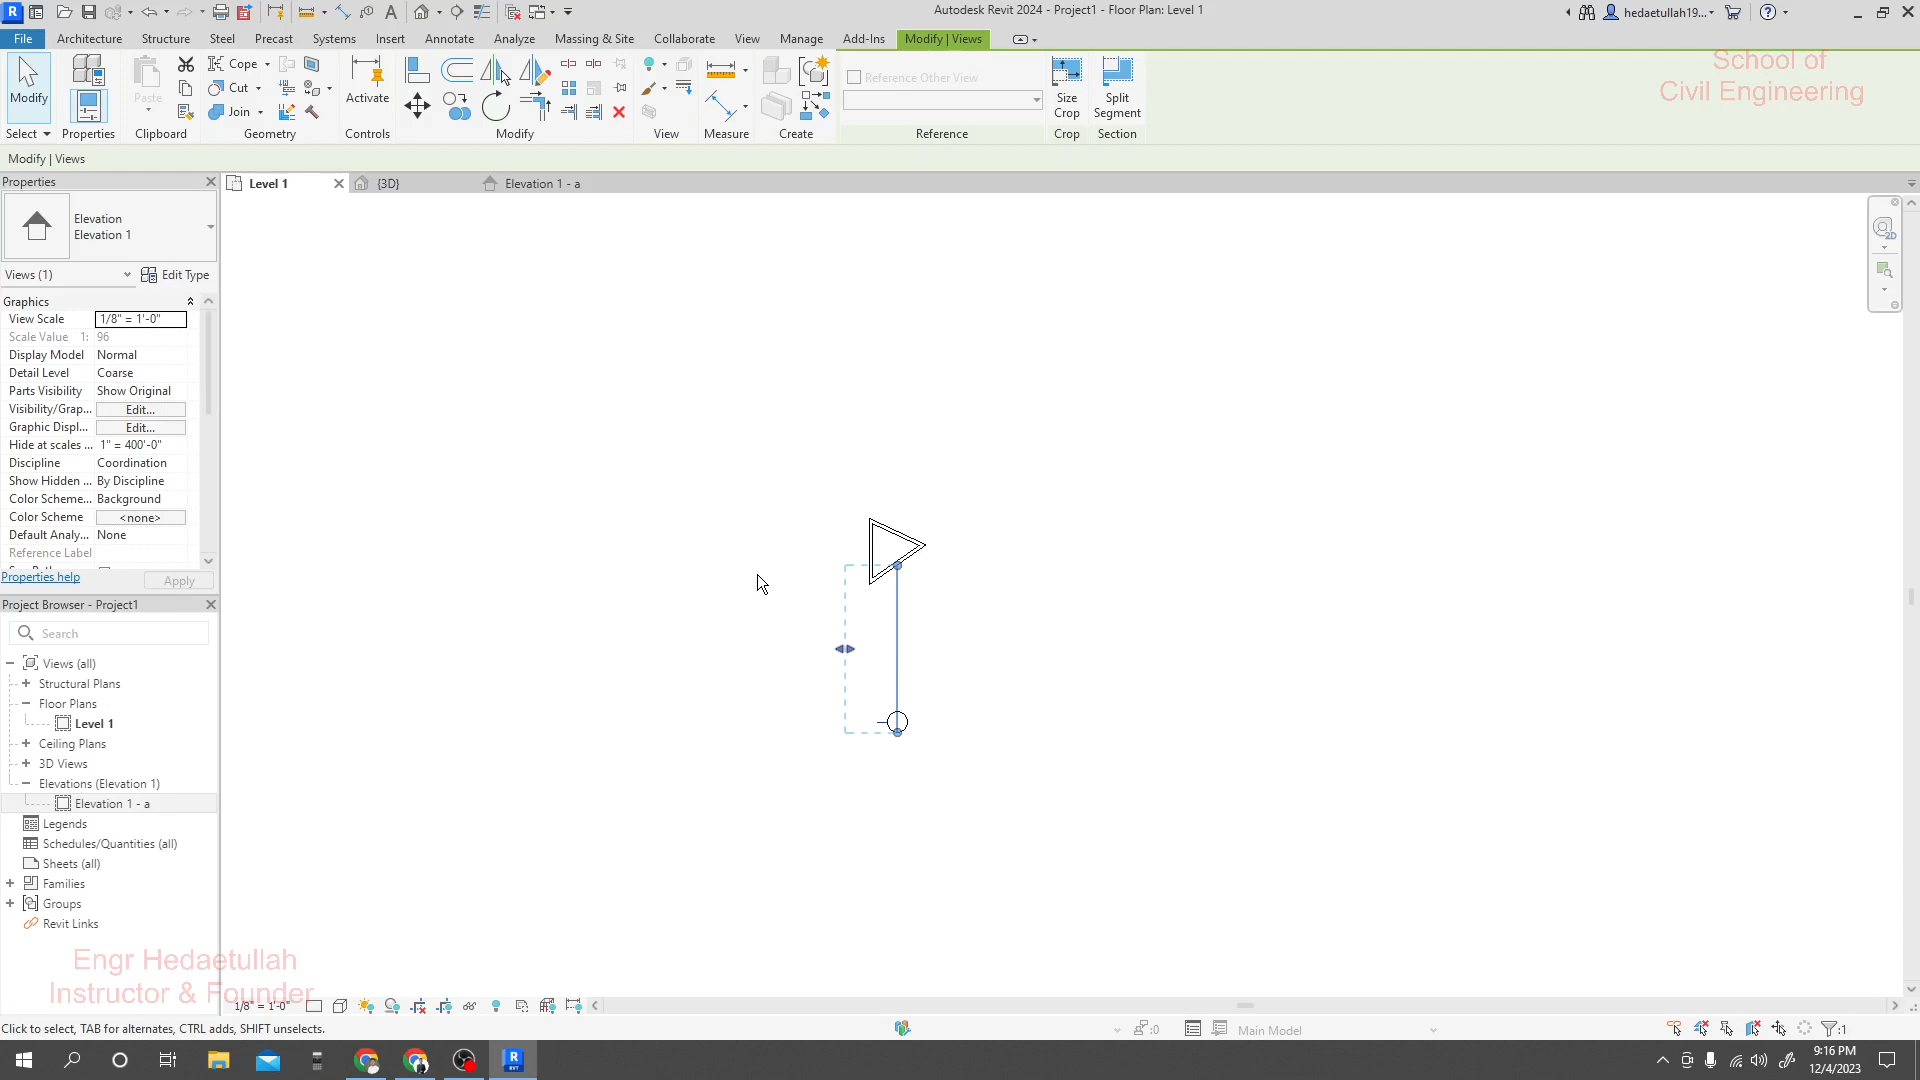 Autodesk Revit 2024 - Project1 - Floor Plan: Level 1
hedaetullah19...
File Architecture Structure Steel Precast Systems Insert Annotate Analyze Massing & Site Collaborate View Manage Add-Ins Modify | Views
School of
Civil Engineering
Modify
Paste
Cope
Cut
Join
Activate
Reference Other View
Size
Crop
Split
Segment
Select Properties Clipboard Geometry Controls Modify View Measure Create Reference Crop Section
Modify | Views
Properties
Level 1
{3D}
Elevation 1 - a
Elevation
Elevation 1
Views (1)
Edit Type
Graphics
View Scale 1/8" = 1'-0"
Scale Value 1: 96
Display Model Normal
Detail Level Coarse
Parts Visibility Show Original
Visibility/Grap... Edit...
Graphic Displ... Edit...
Hide at scales ... 1" = 400'-0"
Discipline Coordination
Show Hidden ... By Discipline
Color Scheme... Background
Color Scheme <none>
Default Analy... None
Reference Label
Properties help
Apply
Project Browser - Project1
Search
Views (all)
Structural Plans
Floor Plans
Level 1
Ceiling Plans
3D Views
Elevations (Elevation 1)
Elevation 1 - a
Legends
Schedules/Quantities (all)
Sheets (all)
Families
Groups
Revit Links
Engr Hedaetullah
Instructor & Founder
1/8" = 1'-0"
Click to select, TAB for alternates, CTRL adds, SHIFT unselects.
:0
Main Model
:1
9:16 PM
12/4/2023